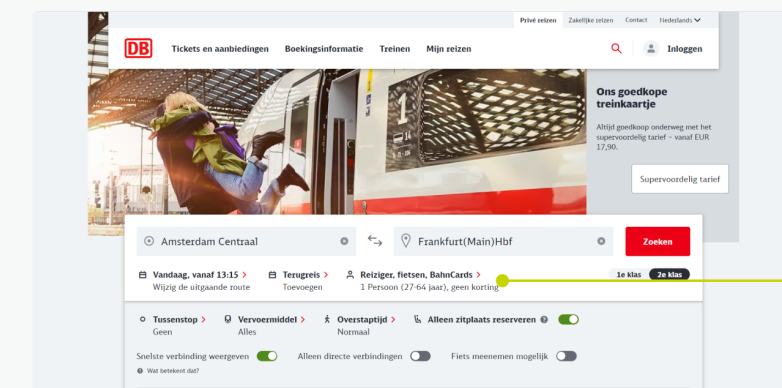 Privé reizen Zakelijke reizen Contact Nederlands
DB Tickets en aanbiedingen Boekingsinformatie Treinen Mijn reizen Inloggen
Ons goedkope
treinkaartje
Altijd goedkoop onderweg met het
supervoordelig tarief – vanaf EUR
17,90.
Supervoordelig tarief
1
Amsterdam Centraal Frankfurt(Main)Hbf Zoeken
Vandaag, vanaf 13:15 Terugreis Reiziger, fietsen, BahnCards 1e klas 2e klas
Wijzig de uitgaande route Toevoegen 1 Persoon (27-64 jaar), geen korting
Tussenstop Vervoermiddel Overstaptijd Alleen zitplaats reserveren
Geen Alles Normaal
Snelste verbinding weergeven Alleen directe verbindingen Fiets meenemen mogelijk
Wat betekent dat?